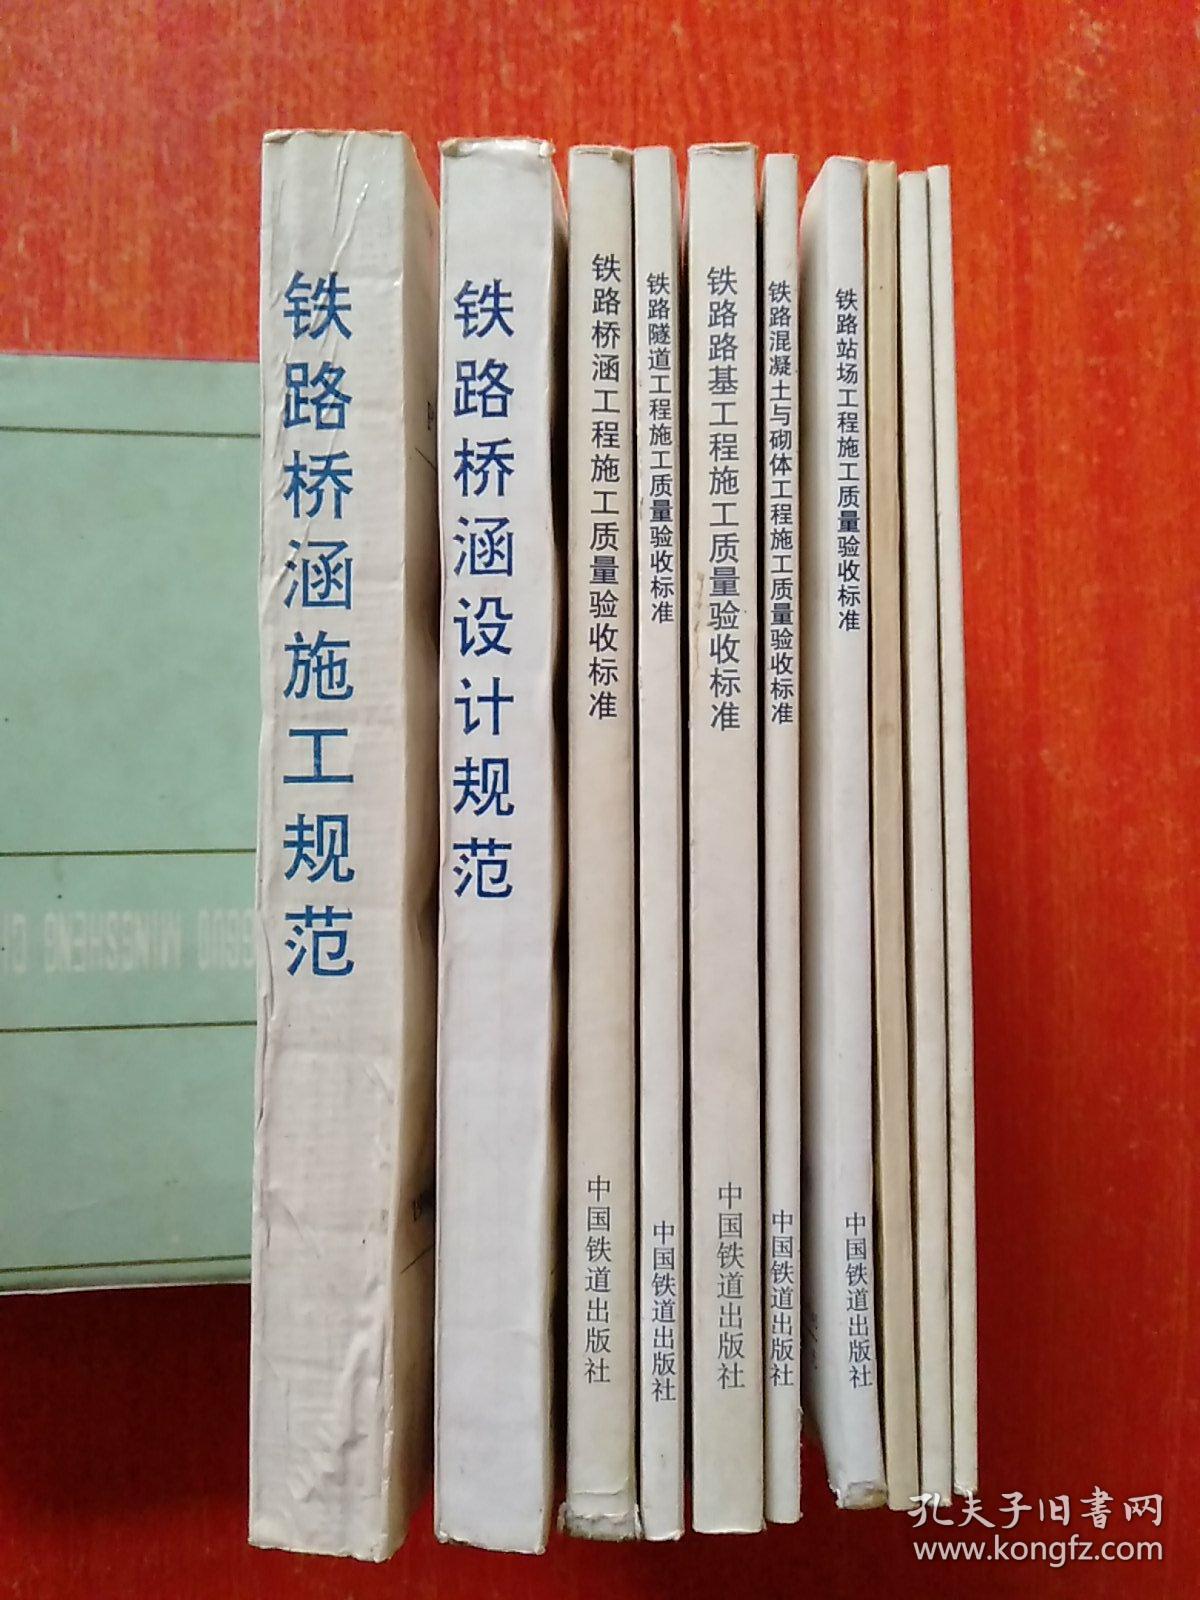 铁路桥涵施工规范
铁路桥涵设计规范
铁路桥涵工程施工质量验收标准
中国铁道出版社
铁路隧道工程施工质量验收标准
中国铁道出版社
铁路路基工程施工质量验收标准
中国铁道出版社
铁路混凝土与砌体工程施工质量验收标准
中国铁道出版社
铁路站场工程施工质量验收标准
中国铁道出版社
孔夫子旧書网
www.kongfz.com